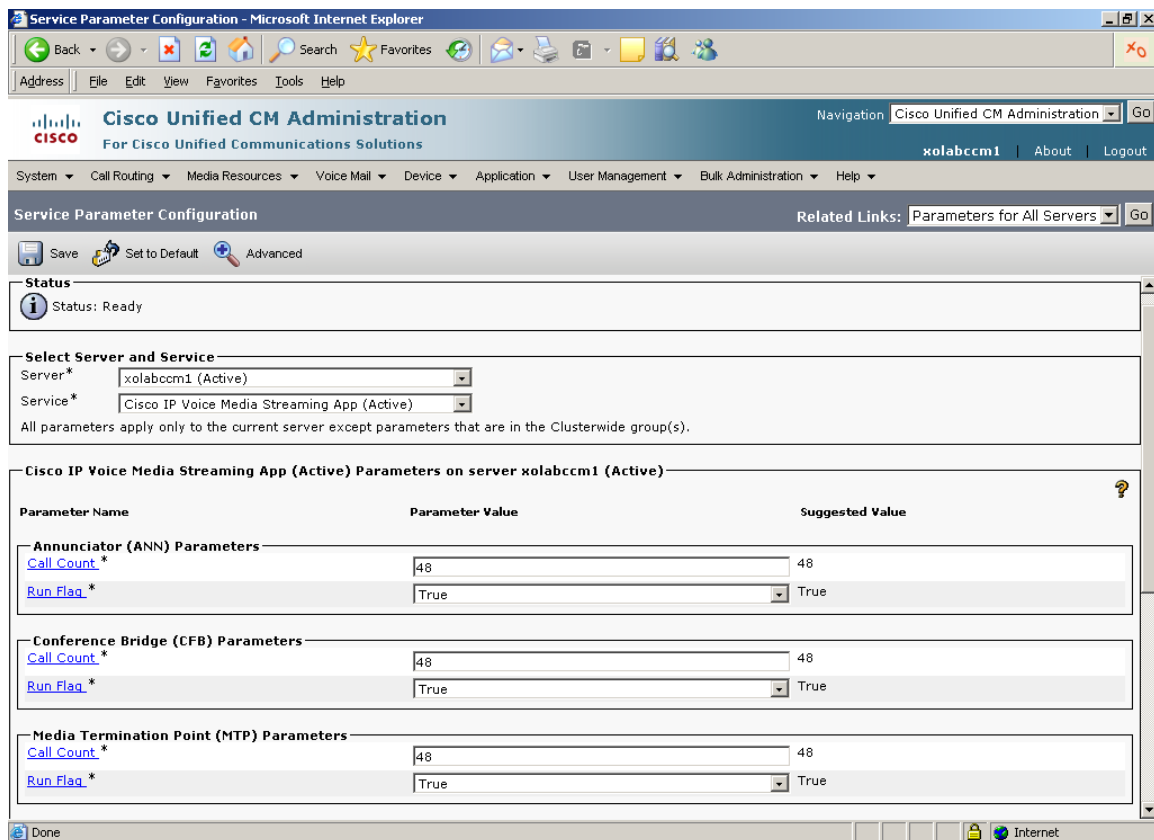 Service Parameter Configuration - Microsoft Internet Explorer
Back Search Favorites
Address File Edit View Favorites Tools Help
CISCO
Cisco Unified CM Administration
For Cisco Unified Communications Solutions
Navigation Cisco Unified CM Administration Go
xolabccm1 | About | Logout
System Call Routing Media Resources Voice Mail Device Application User Management Bulk Administration Help
Service Parameter Configuration
Related Links: Parameters for All Servers Go
Save Set to Default Advanced
Status
i Status: Ready
Select Server and Service
Server* xolabccm1 (Active)
Service* Cisco IP Voice Media Streaming App (Active)
All parameters apply only to the current server except parameters that are in the Clusterwide group(s).
Cisco IP Voice Media Streaming App (Active) Parameters on server xolabccm1 (Active)
?
Parameter Name Parameter Value Suggested Value
Annunciator (ANN) Parameters
Call Count * 48 48
Run Flag * True True
Conference Bridge (CFB) Parameters
Call Count * 48 48
Run Flag * True True
Media Termination Point (MTP) Parameters
Call Count * 48 48
Run Flag * True True
Done Internet